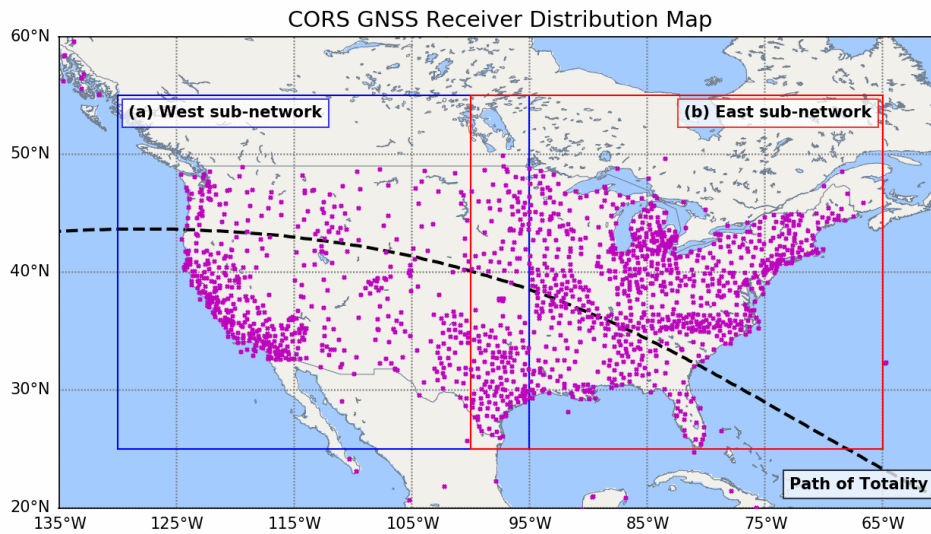 CORS GNSS Receiver Distribution Map
60°N
(a) West sub-network
(b) East sub-network
50°N
40°N
30°N
Path of Totality
20°N
135°W 125°W 115°W 105°W 95°W 85°W 75°W 65°W